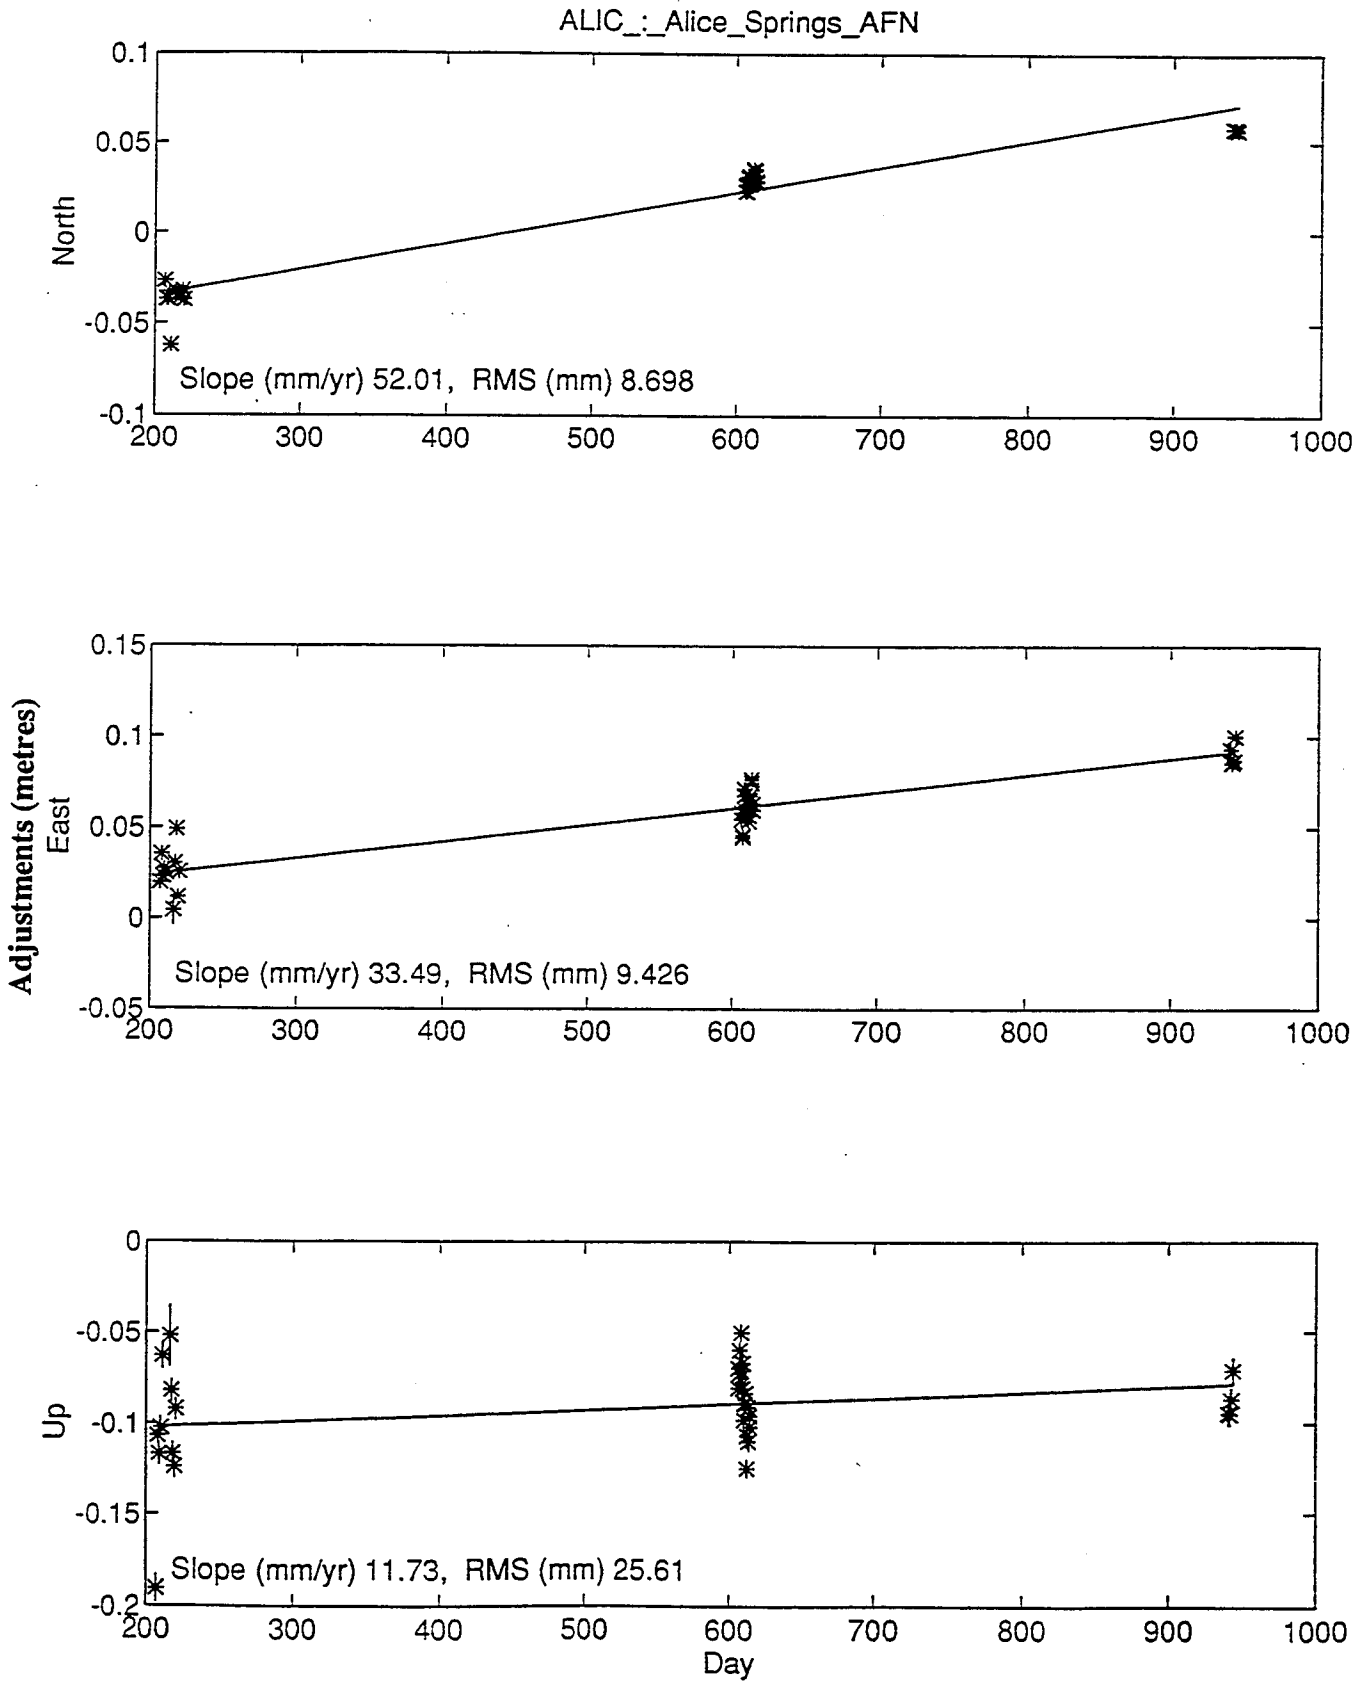 ALIC_:_Alice_Springs_AFN
0.1
0.05
0
-0.05
-0.1
North
Slope (mm/yr) 52.01, RMS (mm) 8.698
200 300 400 500 600 700 800 900 1000
Adjustments (metres)
0.15
0.1
0.05
0
-0.05
East
Slope (mm/yr) 33.49, RMS (mm) 9.426
200 300 400 500 600 700 800 900 1000
0
-0.05
-0.1
-0.15
-0.2
Up
Slope (mm/yr) 11.73, RMS (mm) 25.61
200 300 400 500 600 700 800 900 1000
Day